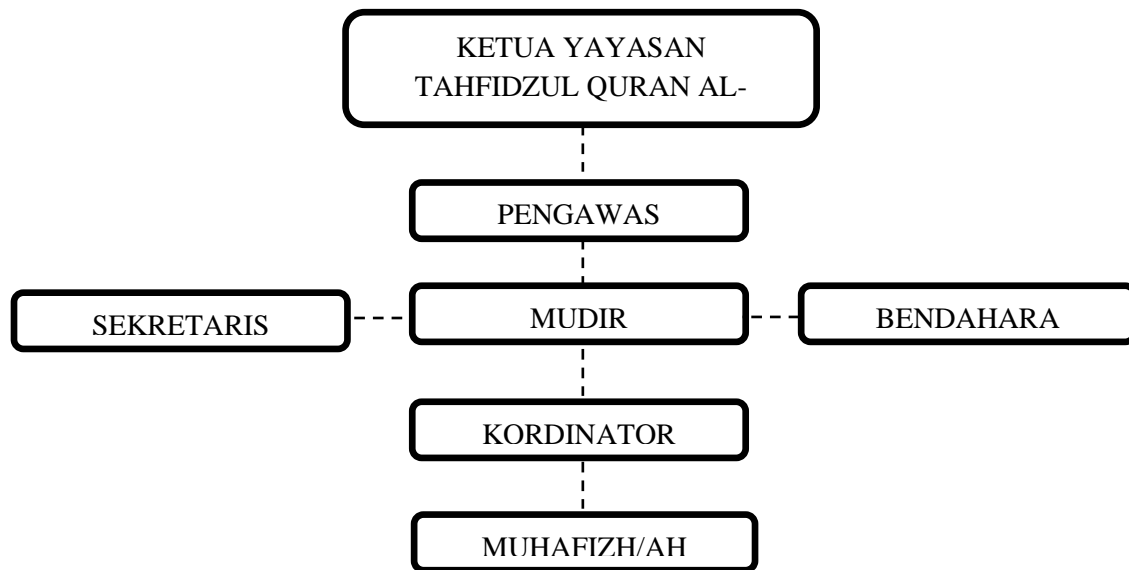 KETUA YAYASAN
TAHFIDZUL QURAN AL-
PENGAWAS
SEKRETARIS
MUDIR
BENDAHARA
KORDINATOR
MUHAFIZH/AH